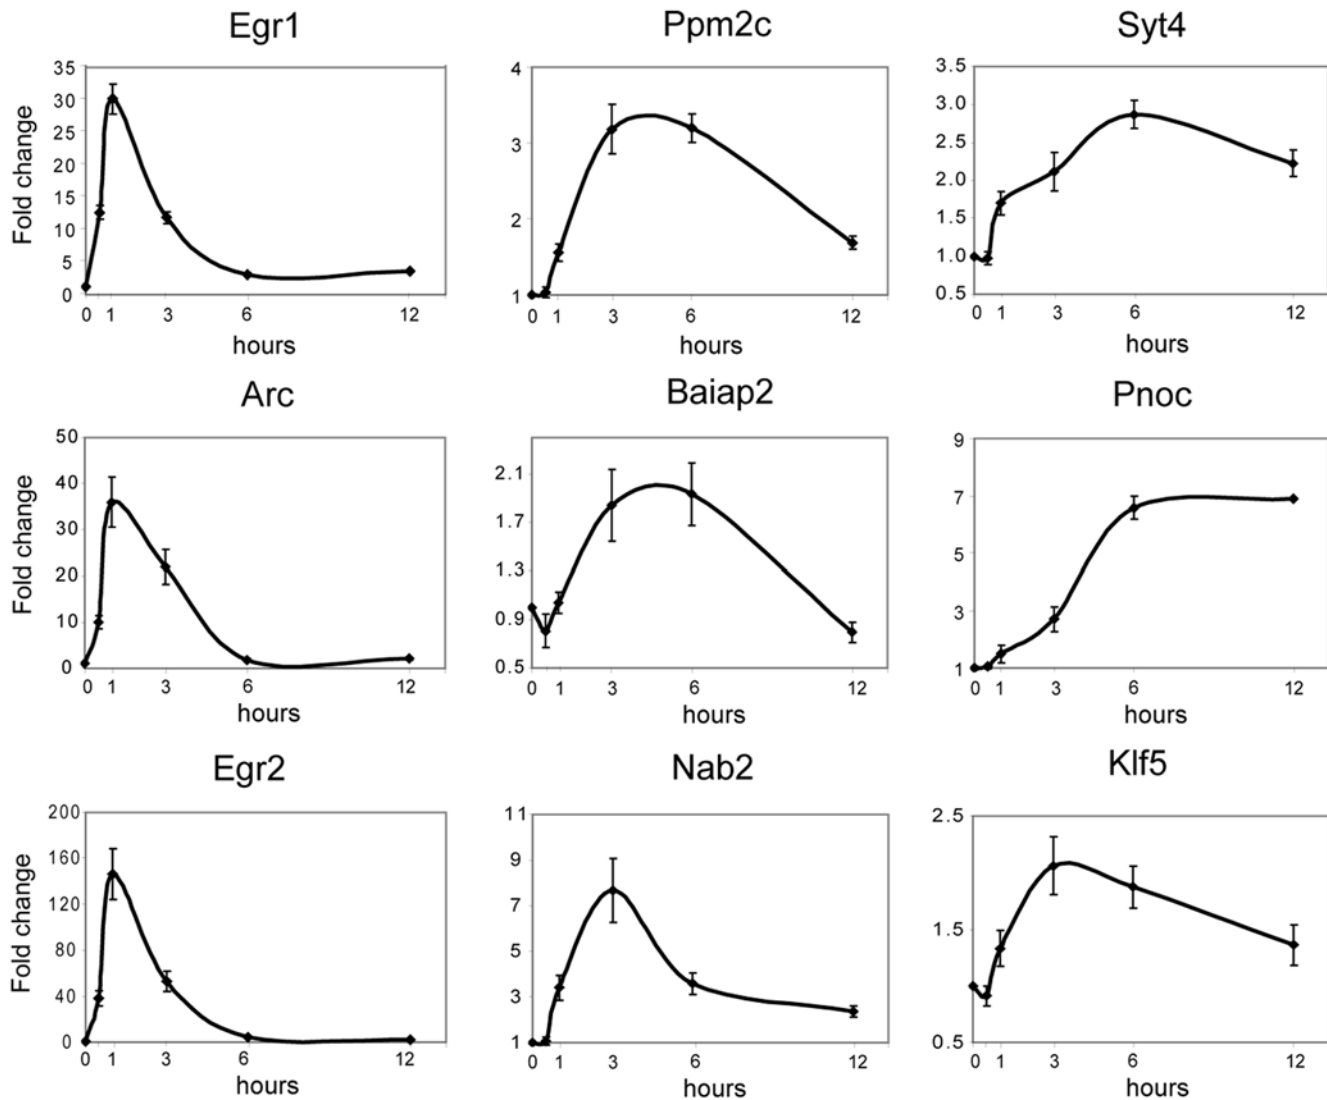 Egr1
Ppm2c
Syt4
Fold change
35
30
25
20
15
10
5
0
0 1 3 6 12
hours
4
3
2
1
0 1 3 6 12
hours
3.5
3.0
2.5
2.0
1.5
1.0
0.5
0 1 3 6 12
hours
Arc
Baiap2
Pnoc
Fold change
50
40
30
20
10
0
0 1 3 6 12
hours
2.1
1.7
1.3
0.9
0.5
0 1 3 6 12
hours
9
7
5
3
1
0 1 3 6 12
hours
Egr2
Nab2
Klf5
Fold change
200
160
120
80
40
0
0 1 3 6 12
hours
11
9
7
5
3
1
0 1 3 6 12
hours
2.5
1.5
0.5
0 1 3 6 12
hours